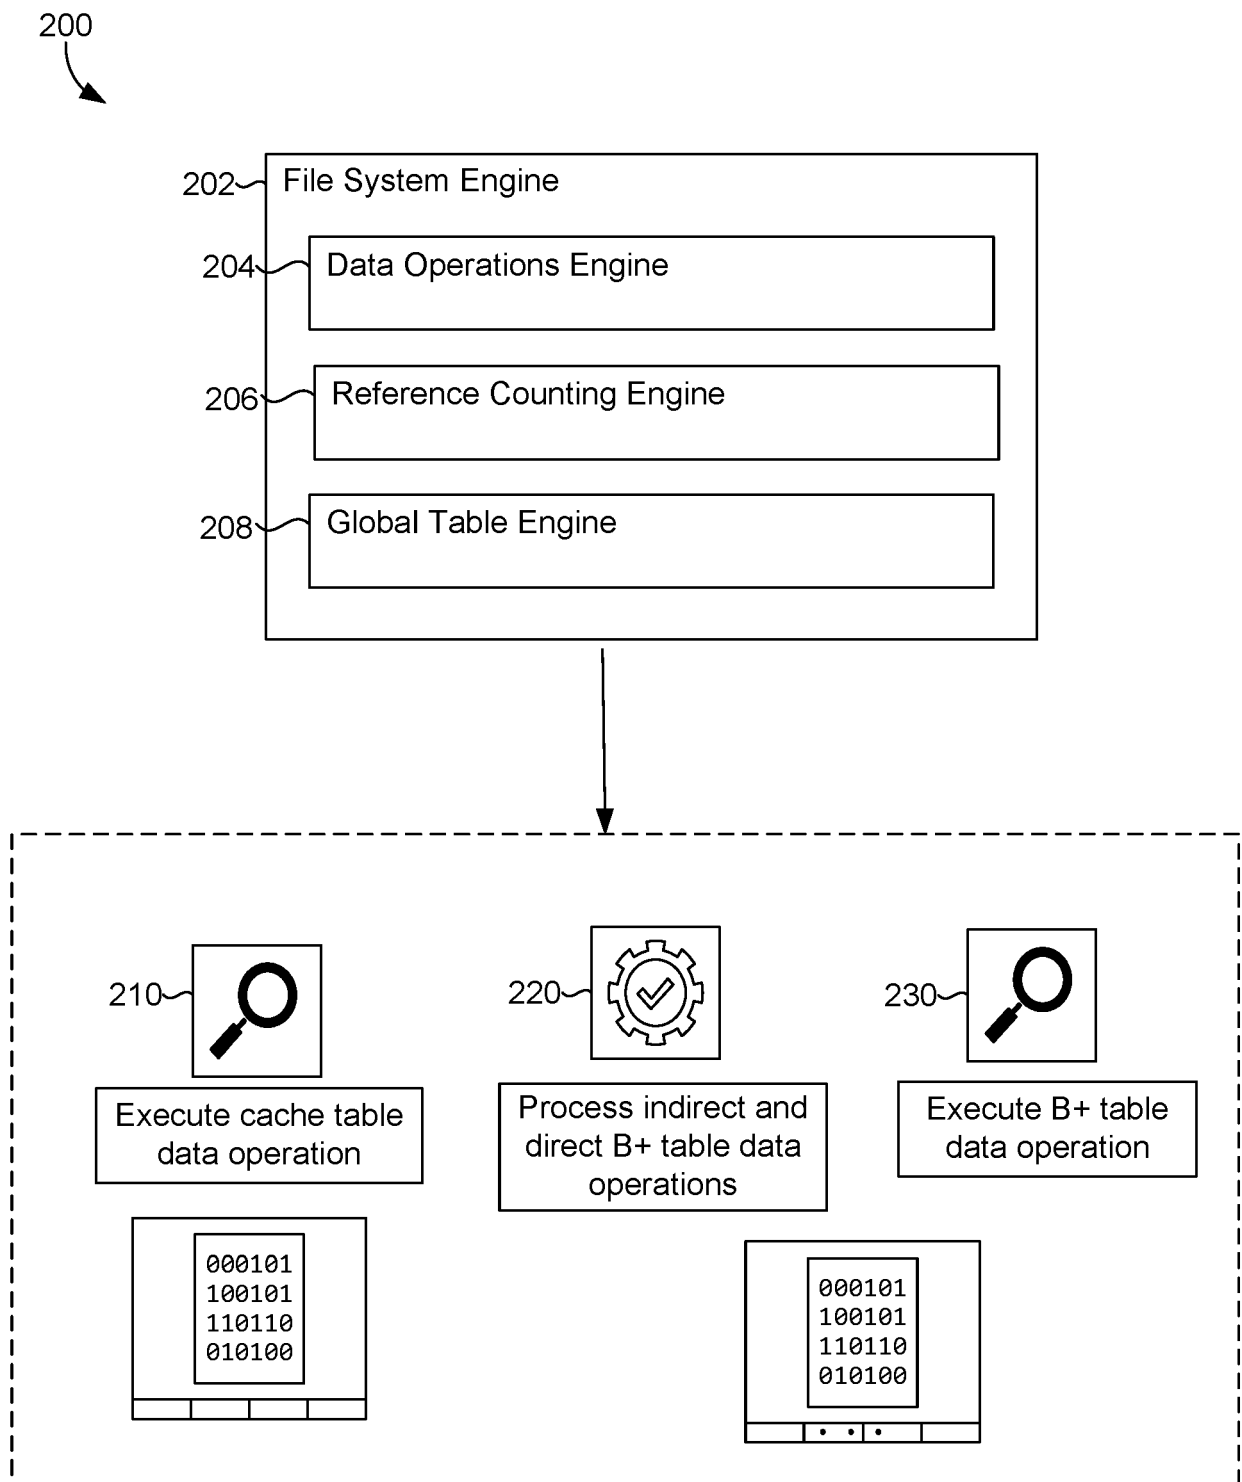 200
202
File System Engine
204
Data Operations Engine
206
Reference Counting Engine
208
Global Table Engine
210
220
230
Execute cache table
data operation
Process indirect and
direct B+ table data
operations
Execute B+ table
data operation
000101
100101
110110
010100
000101
100101
110110
010100